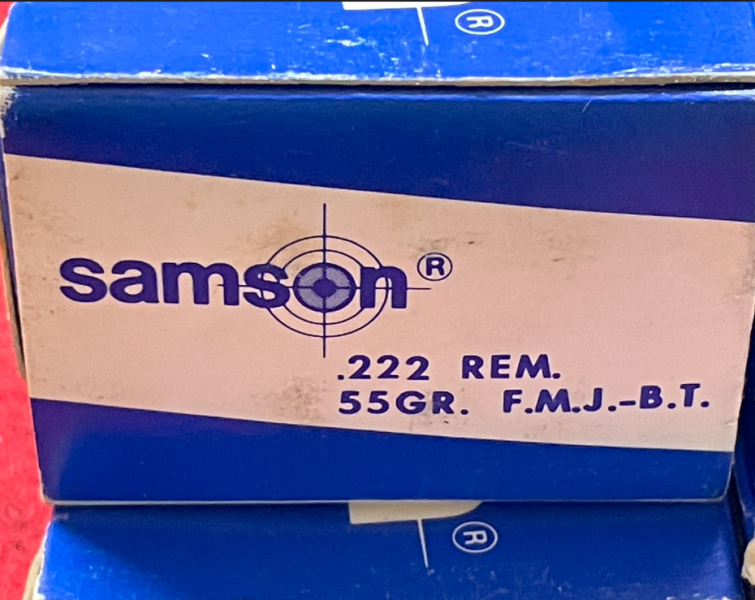 ®
samson®
.222 REM.
55GR. F.M.J.-B.T.
®